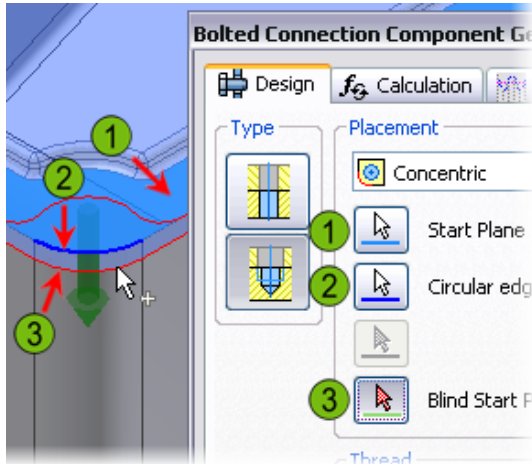 Bolted Connection Component
Design
Calculation
Type
Placement
Concentric
1
2
3
1 Start Plane
2 Circular edg
3 Blind Start
Thread